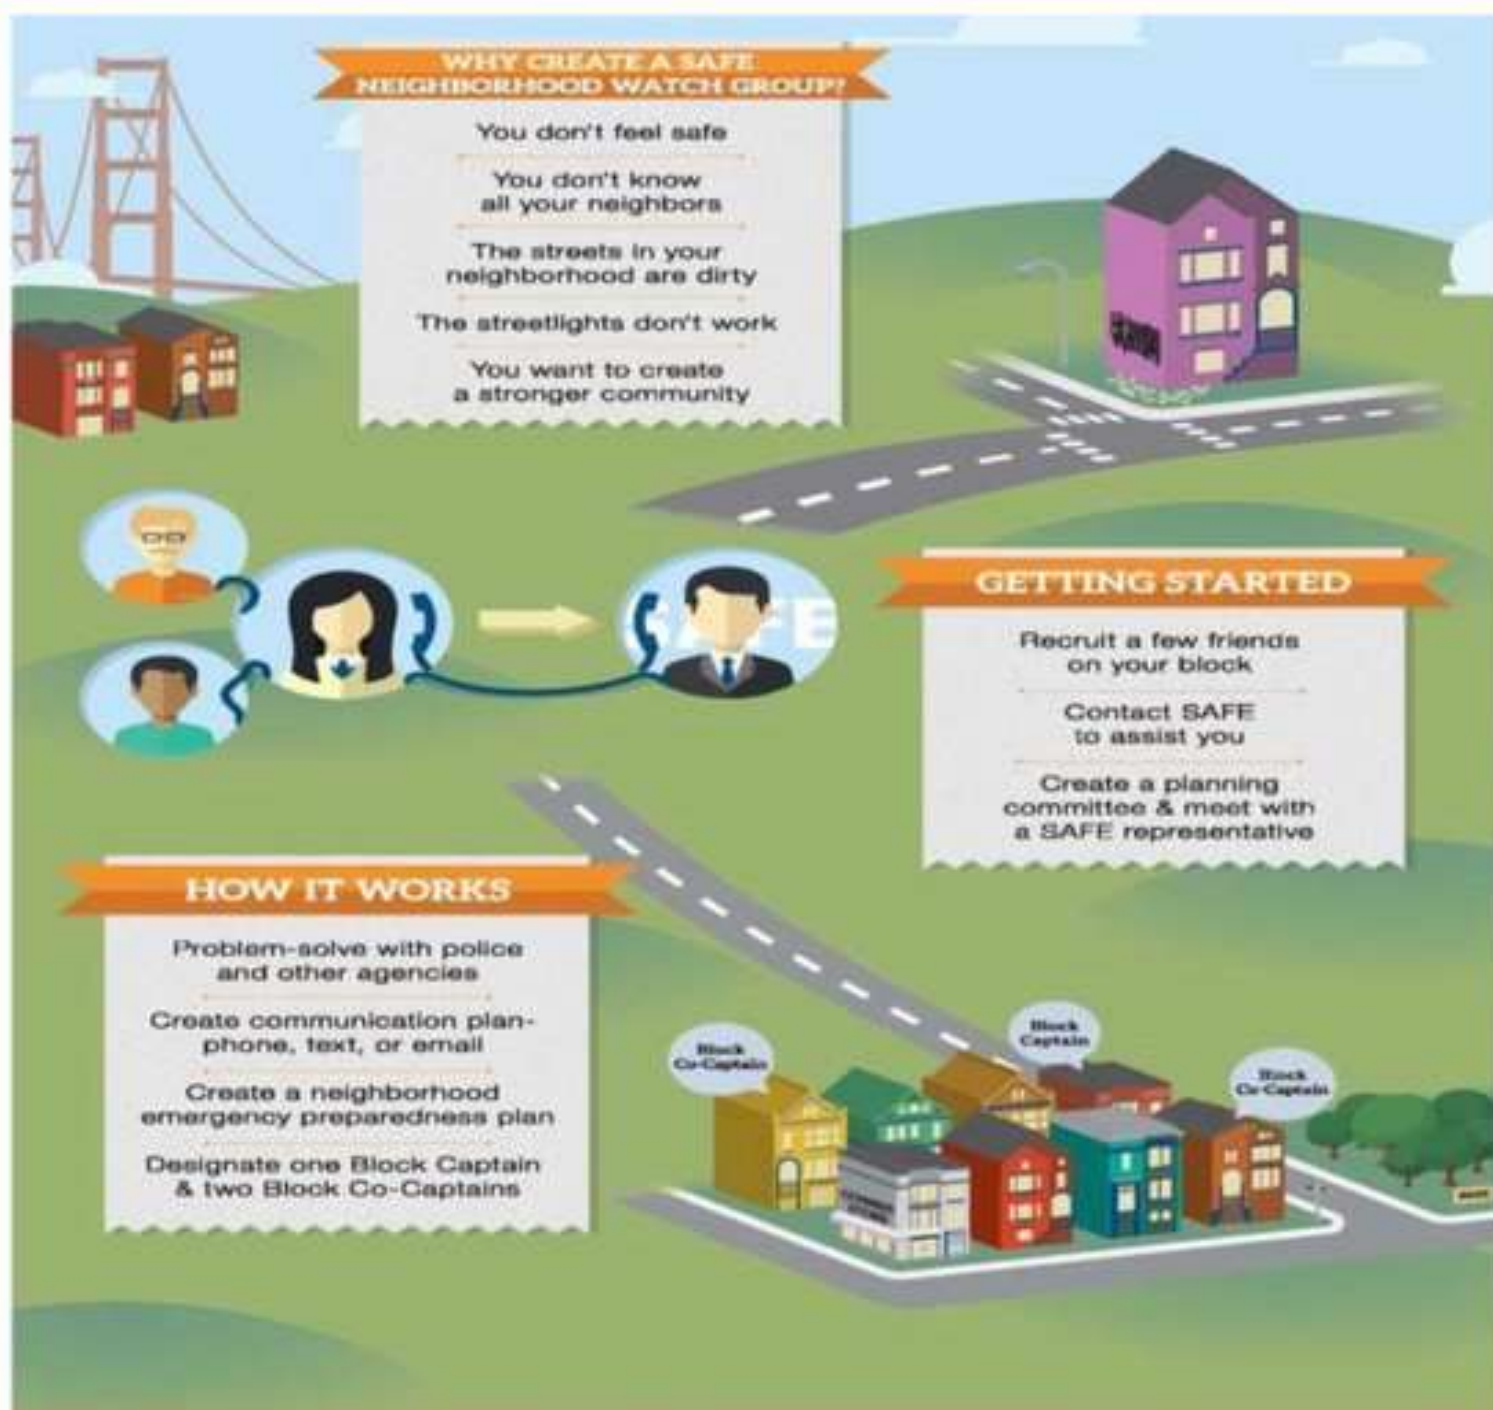 WHY CREATE A SAFE
NEIGHBORHOOD WATCH GROUP?
You don't feel safe
You don't know
all your neighbors
The streets in your
neighborhood are dirty
The streetlights don't work
You want to create
a stronger community
SAFE
GETTING STARTED
Recruit a few friends
on your block
Contact SAFE
to assist you
Create a planning
committee & meet with
a SAFE representative
HOW IT WORKS
Problem-solve with police
and other agencies
Create communication plan-
phone, text, or email
Create a neighborhood
emergency preparedness plan
Designate one Block Captain
& two Block Co-Captains
Block
Co-Captain
Block
Captain
Block
Co-Captain